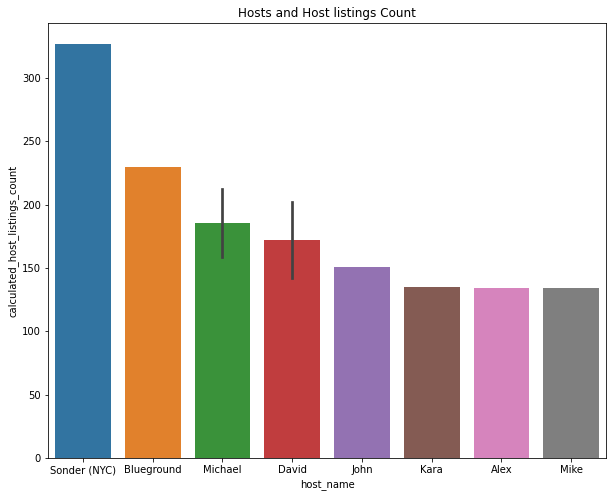 Hosts and Host listings Count
calculated_host_listings_count
300
250
200
150
100
50
0
Sonder (NYC) Blueground Michael David John Kara Alex Mike
host_name